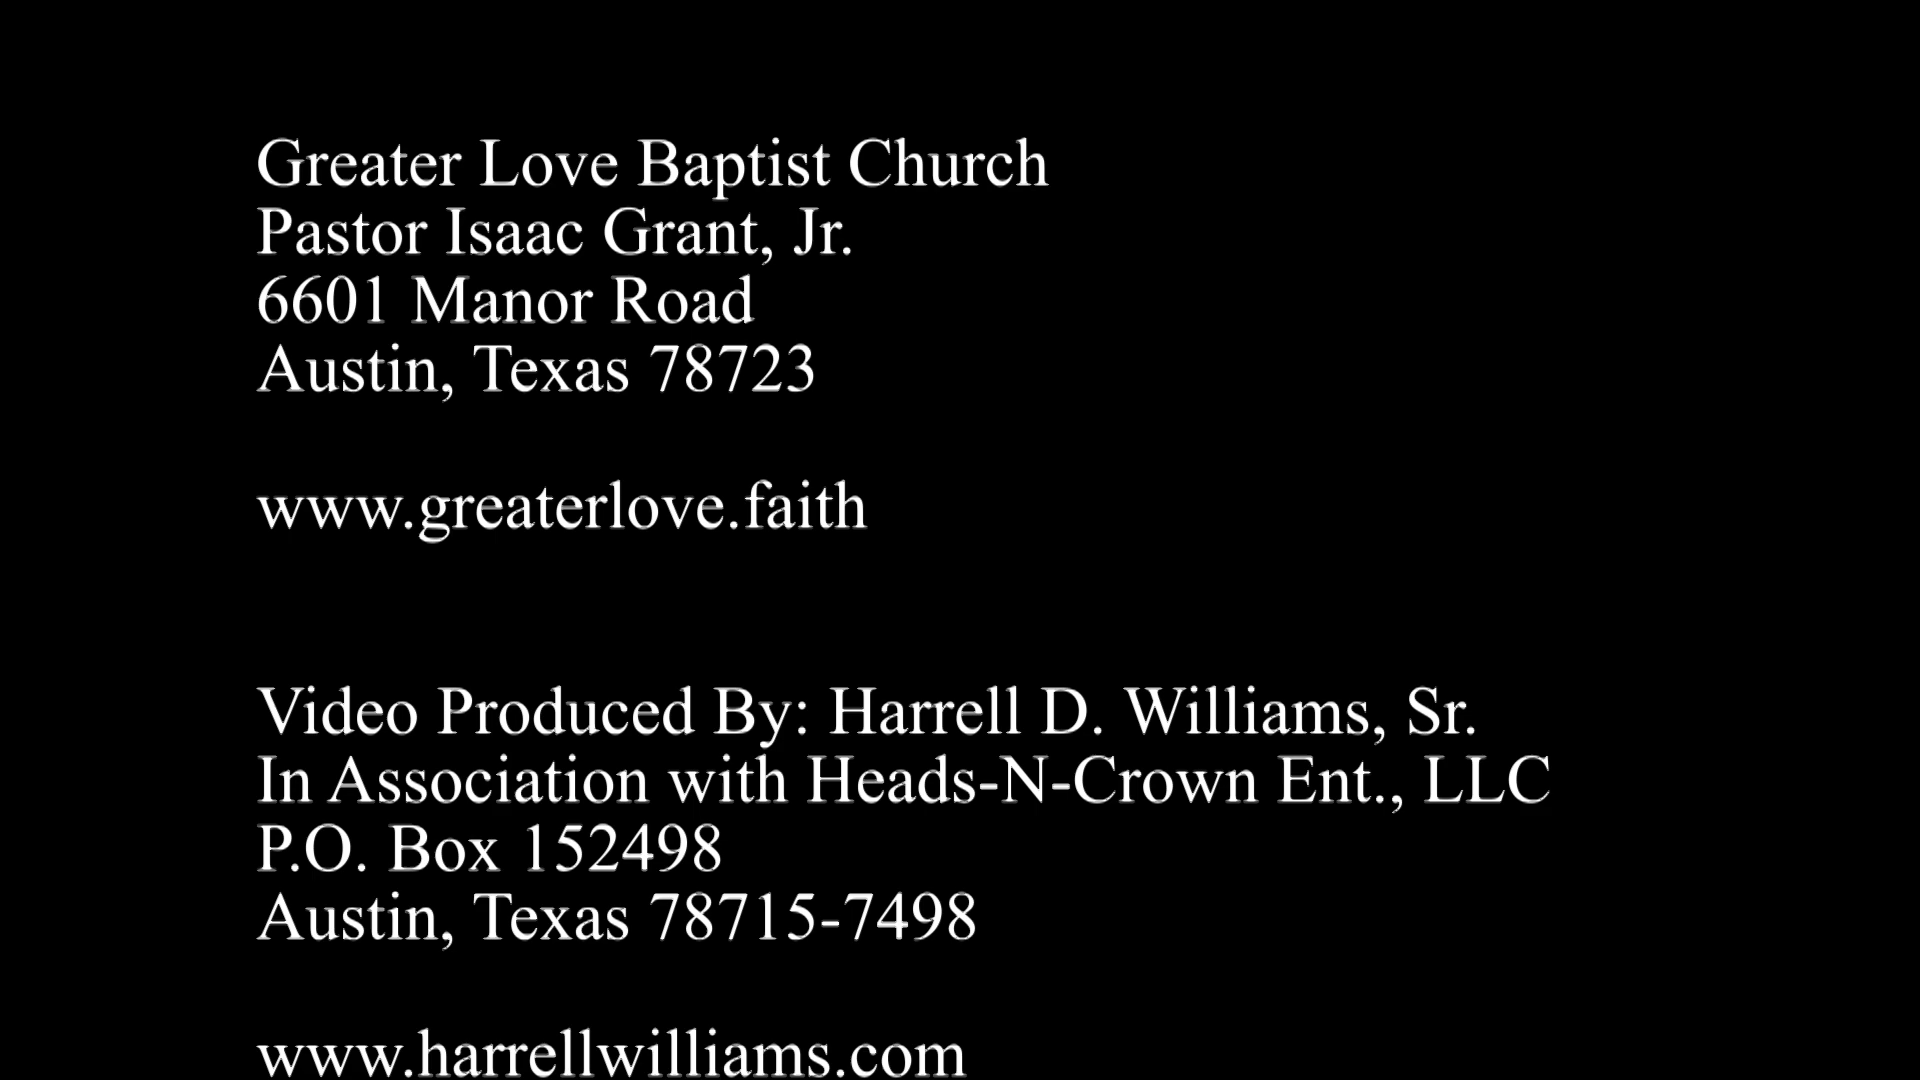 Greater Love Baptist Church
Pastor Isaac Grant, Jr.
6601 Manor Road
Austin, Texas 78723
www.greaterlove.faith
Video Produced By: Harrell D. Williams, Sr.
In Association with Heads-N-Crown Ent., LLC
P.O. Box 152498
Austin, Texas 78715-7498
www.harrellwilliams.com